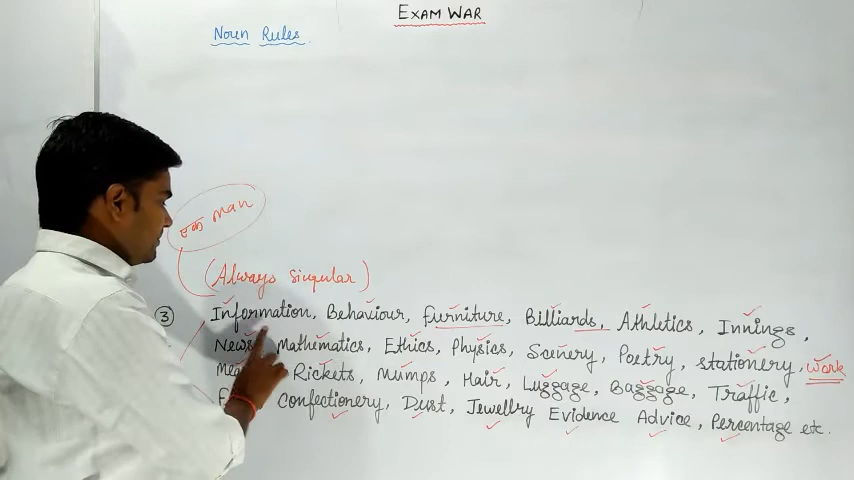 EXAM WAR
Noun Rules.
एक man
(Always singular)
③ Information, Behaviour, furniture, Billiards, Athletics, Innings,
News Mathematics, Ethics, Physics, Scenery, Poetry, stationery, work
Rickets, Mumps, Hair, Luggage, Baggage, Traffic,
Confectionery, Dust, Jewellry Evidence Advice, Percentage etc.